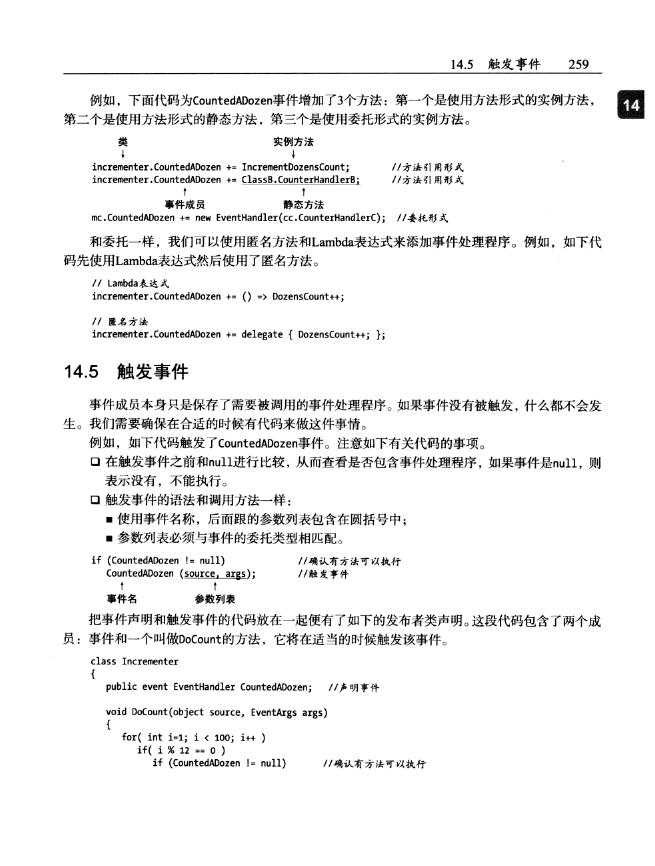 14.5 触发事件 259
14
例如，下面代码为CountedADozen事件增加了3个方法：第一个是使用方法形式的实例方法，
第二个是使用方法形式的静态方法，第三个是使用委托形式的实例方法。
类 实例方法
↓ ↓
incrementer.CountedADozen += IncrementDozensCount; //方法引用形式
incrementer.CountedADozen += ClassB.CounterHandlerB; //方法引用形式
↑ ↑
事件成员 静态方法
mc.CountedADozen += new EventHandler(cc.CounterHandlerC); //委托形式
和委托一样，我们可以使用匿名方法和Lambda表达式来添加事件处理程序。例如，如下代
码先使用Lambda表达式然后使用了匿名方法。
// Lambda表达式
incrementer.CountedADozen += () => DozensCount++;
// 匿名方法
incrementer.CountedADozen += delegate { DozensCount++; };
14.5 触发事件
事件成员本身只是保存了需要被调用的事件处理程序。如果事件没有被触发，什么都不会发
生。我们需要确保在合适的时候有代码来做这件事情。
例如，如下代码触发了CountedADozen事件。注意如下有关代码的事项。
❑ 在触发事件之前和null进行比较，从而查看是否包含事件处理程序，如果事件是null，则
表示没有，不能执行。
❑ 触发事件的语法和调用方法一样：
■ 使用事件名称，后面跟的参数列表包含在圆括号中；
■ 参数列表必须与事件的委托类型相匹配。
if (CountedADozen != null) //确认有方法可以执行
CountedADozen (source, args); //触发事件
↑ ↑
事件名 参数列表
把事件声明和触发事件的代码放在一起便有了如下的发布者类声明。这段代码包含了两个成
员：事件和一个叫做DoCount的方法，它将在适当的时候触发该事件。
class Incrementer
{
public event EventHandler CountedADozen; //声明事件
void DoCount(object source, EventArgs args)
{
for( int i=1; i < 100; i++ )
if( i % 12 == 0 )
if (CountedADozen != null) //确认有方法可以执行